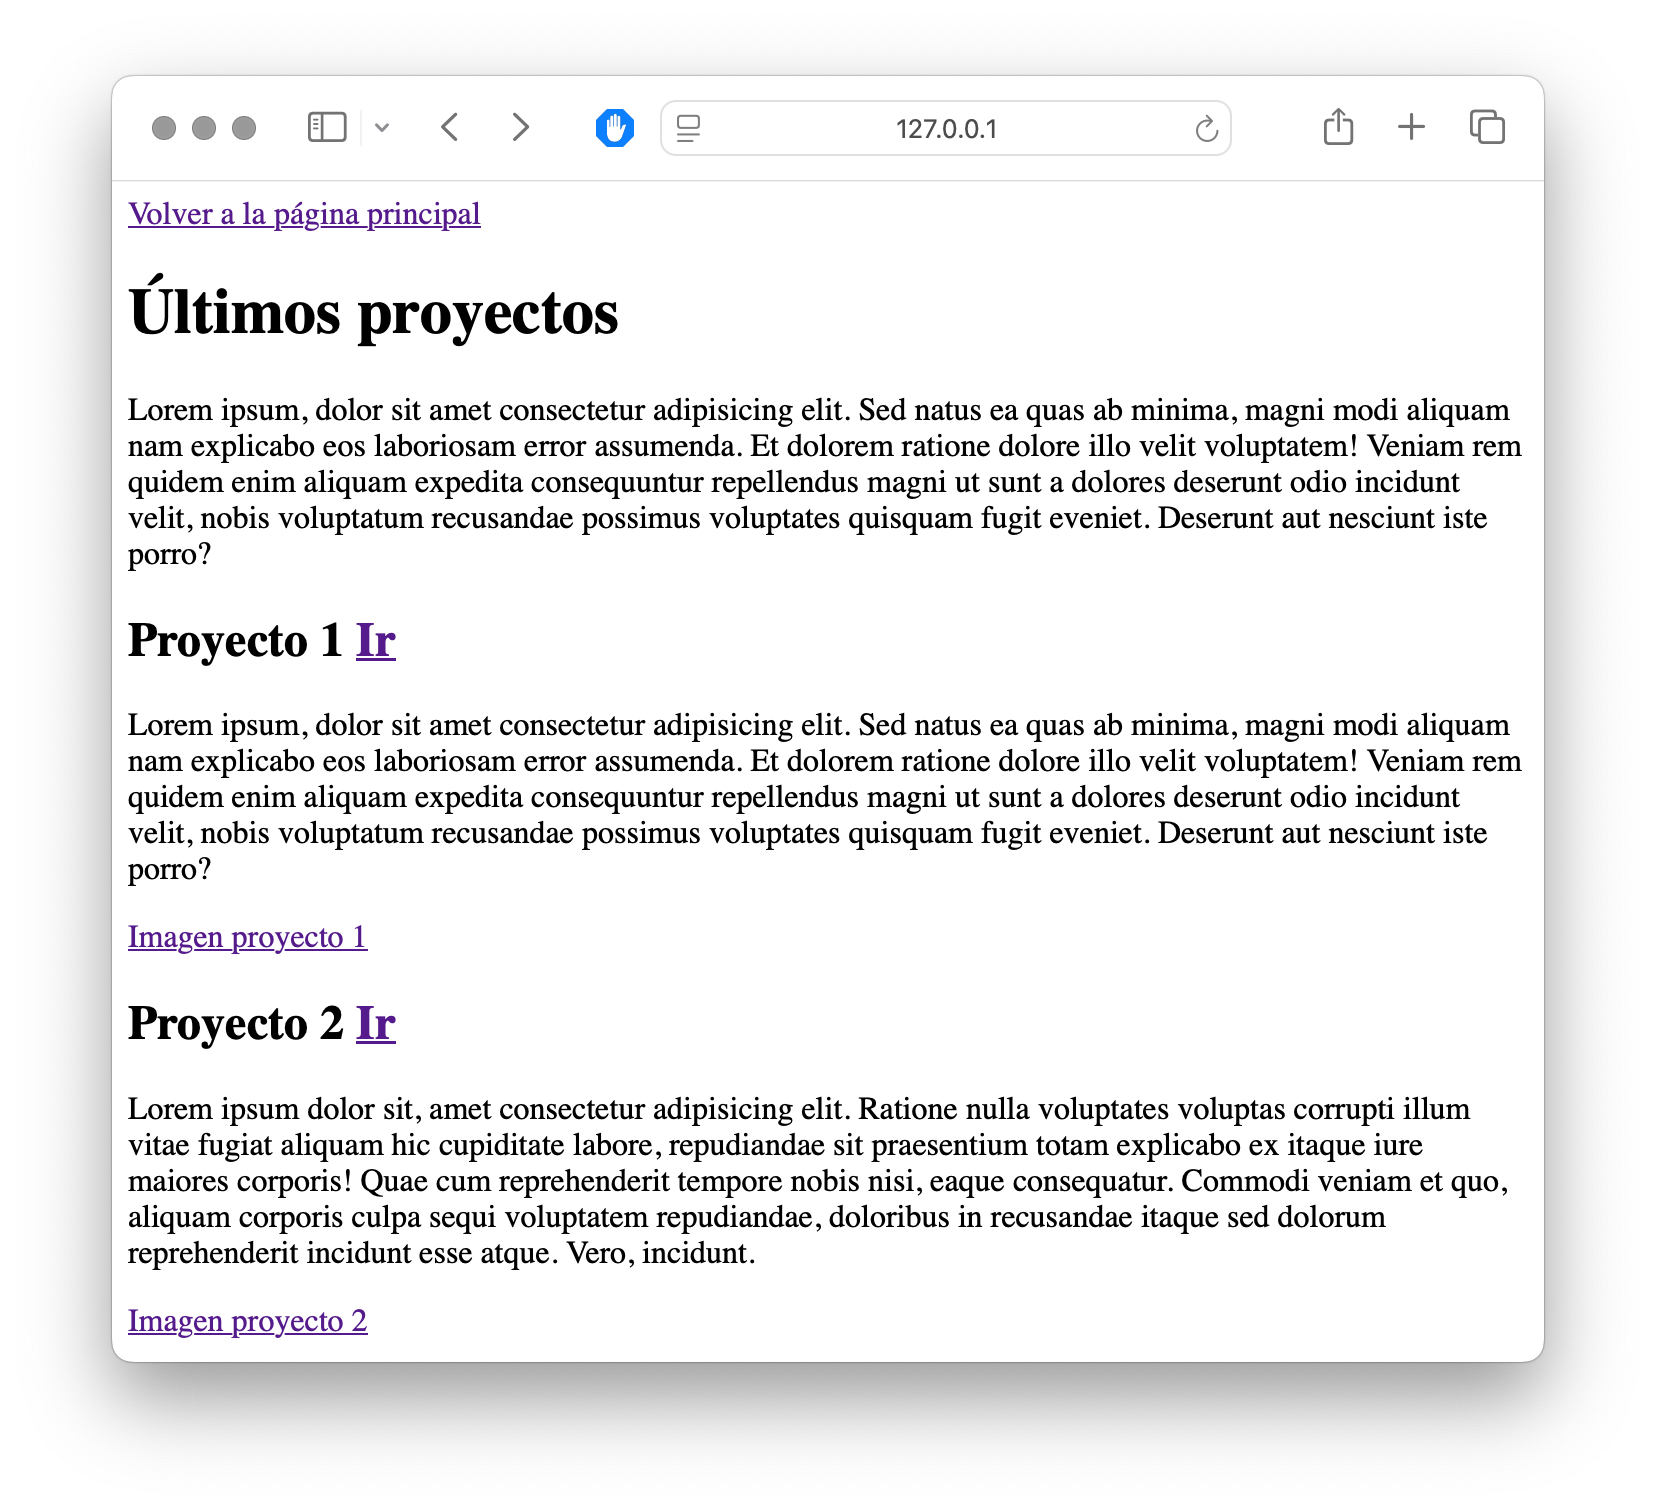 127.0.0.1
Volver a la página principal
Últimos proyectos
Lorem ipsum, dolor sit amet consectetur adipisicing elit. Sed natus ea quas ab minima, magni modi aliquam
nam explicabo eos laboriosam error assumenda. Et dolorem ratione dolore illo velit voluptatem! Veniam rem
quidem enim aliquam expedita consequuntur repellendus magni ut sunt a dolores deserunt odio incidunt
velit, nobis voluptatum recusandae possimus voluptates quisquam fugit eveniet. Deserunt aut nesciunt iste
porro?
Proyecto 1 Ir
Lorem ipsum, dolor sit amet consectetur adipisicing elit. Sed natus ea quas ab minima, magni modi aliquam
nam explicabo eos laboriosam error assumenda. Et dolorem ratione dolore illo velit voluptatem! Veniam rem
quidem enim aliquam expedita consequuntur repellendus magni ut sunt a dolores deserunt odio incidunt
velit, nobis voluptatum recusandae possimus voluptates quisquam fugit eveniet. Deserunt aut nesciunt iste
porro?
Imagen proyecto 1
Proyecto 2 Ir
Lorem ipsum dolor sit, amet consectetur adipisicing elit. Ratione nulla voluptates voluptas corrupti illum
vitae fugiat aliquam hic cupiditate labore, repudiandae sit praesentium totam explicabo ex itaque iure
maiores corporis! Quae cum reprehenderit tempore nobis nisi, eaque consequatur. Commodi veniam et quo,
aliquam corporis culpa sequi voluptatem repudiandae, doloribus in recusandae itaque sed dolorum
reprehenderit incidunt esse atque. Vero, incidunt.
Imagen proyecto 2